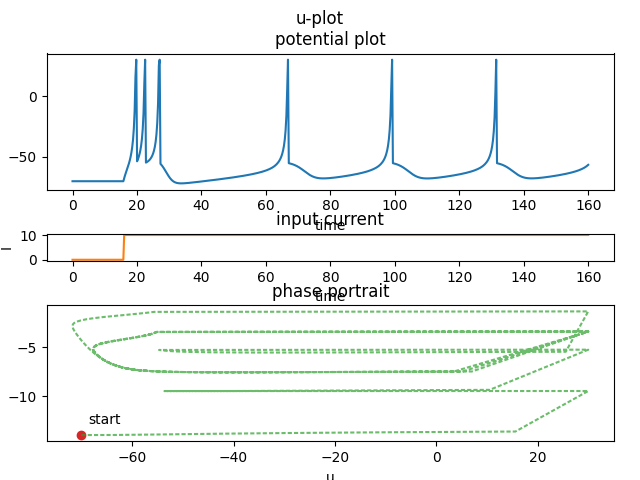 u-plot
potential plot
0
−50
0 20 40 60 80 100 120 140 160
time
input current
I
10
0
0 20 40 60 80 100 120 140 160
time
phase portrait
−5
−10
start
−60 −40 −20 0 20
u